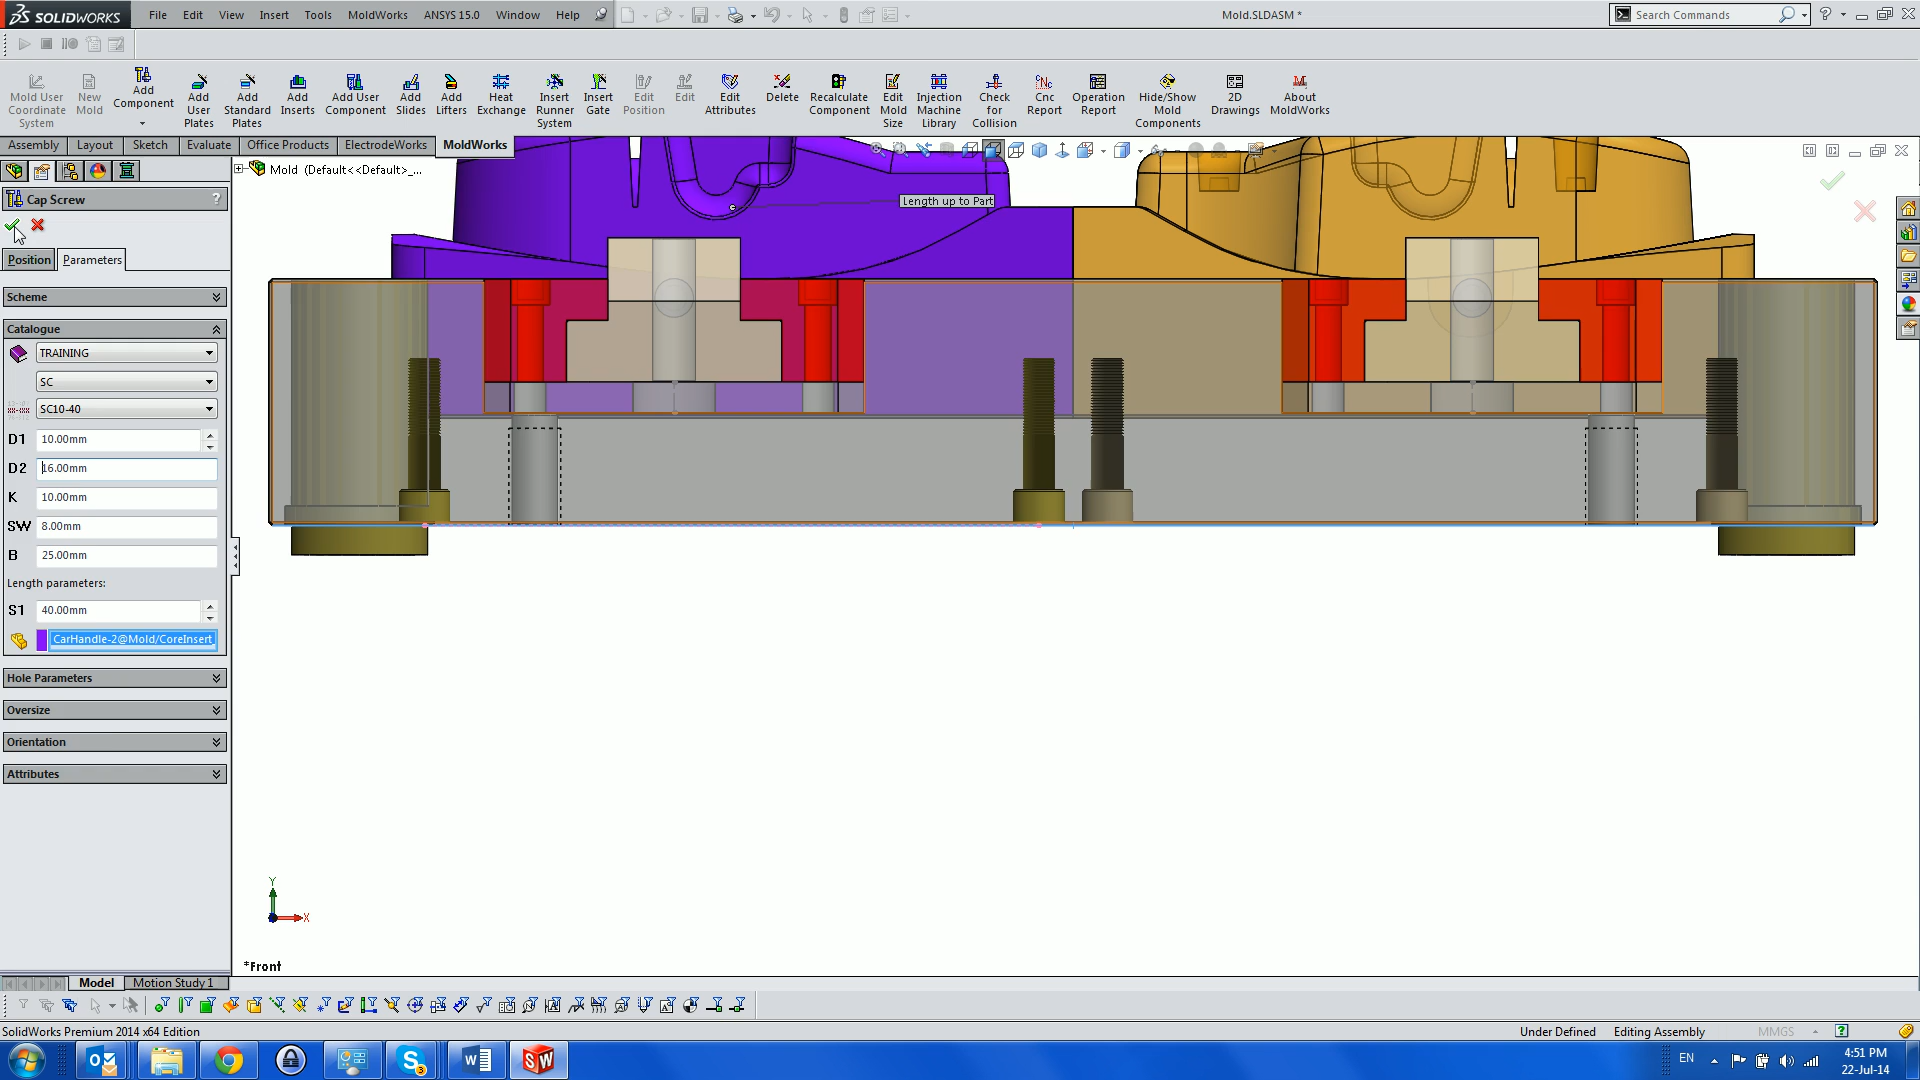 SOLIDWORKS File Edit View Insert Tools MoldWorks ANSYS 15.0 Window Help Mold.SLDASM * Search Commands
Mold User Coordinate System
New Mold
Add Component
Add User Plates
Add Standard Plates
Add Inserts
Add User Component
Add Slides
Add Lifters
Heat Exchange
Insert Runner System
Insert Gate
Edit Position
Edit
Edit Attributes
Delete
Recalculate Component
Edit Mold Size
Injection Machine Library
Check for Collision
Cnc Report
Operation Report
Hide/Show Mold Components
2D Drawings
About MoldWorks
Assembly Layout Sketch Evaluate Office Products ElectrodeWorks MoldWorks
Mold (Default<<Default>_...
Cap Screw ?
Length up to Part
Position Parameters
Scheme
Catalogue
TRAINING
SC
SC10-40
D1 10.00mm
D2 16.00mm
K 10.00mm
SW 8.00mm
B 25.00mm
Length parameters:
S1 40.00mm
CarHandle-2@Mold/CoreInsert
Hole Parameters
Oversize
Orientation
Attributes
Y
X
*Front
Model Motion Study 1
SolidWorks Premium 2014 x64 Edition Under Defined Editing Assembly MMGS
EN 4:51 PM
22-Jul-14